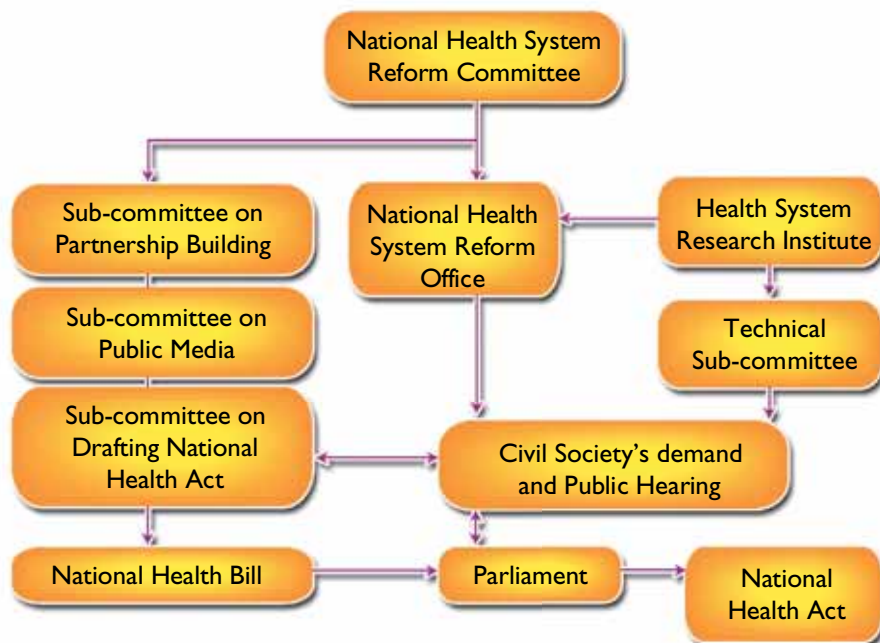 National Health System
Reform Committee
Sub-committee on
Partnership Building
National Health
System Reform
Office
Health System
Research Institute
Sub-committee on
Public Media
Technical
Sub-committee
Sub-committee on
Drafting National
Health Act
Civil Society’s demand
and Public Hearing
National Health Bill
Parliament
National
Health Act